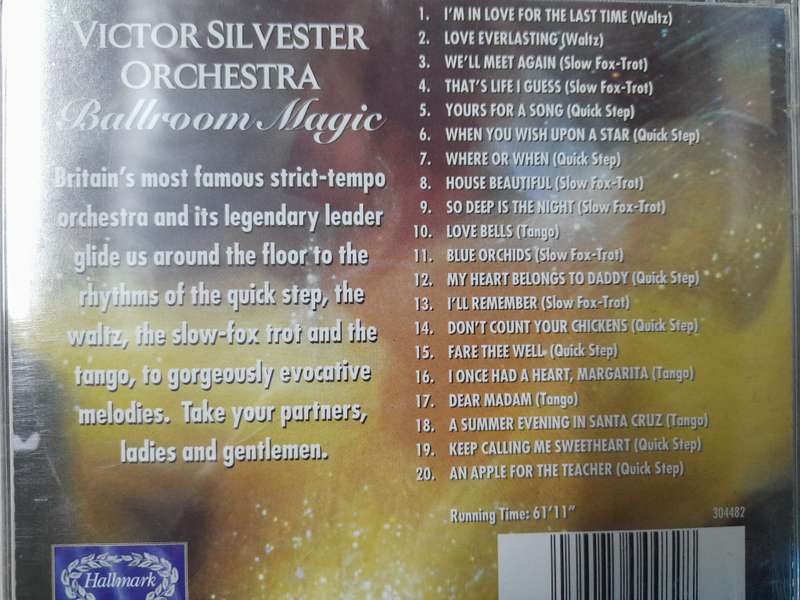 VICTOR SILVESTER
ORCHESTRA
Ballroom Magic
Britain's most famous strict-tempo
orchestra and its legendary leader
glide us around the floor to the
rhythms of the quick step, the
waltz, the slow-fox trot and the
tango, to gorgeously evocative
melodies. Take your partners,
ladies and gentlemen.
1. I'M IN LOVE FOR THE LAST TIME (Waltz)
2. LOVE EVERLASTING (Waltz)
3. WE'LL MEET AGAIN (Slow Fox-Trot)
4. THAT'S LIFE I GUESS (Slow Fox-Trot)
5. YOURS FOR A SONG (Quick Step)
6. WHEN YOU WISH UPON A STAR (Quick Step)
7. WHERE OR WHEN (Quick Step)
8. HOUSE BEAUTIFUL (Slow Fox-Trot)
9. SO DEEP IS THE NIGHT (Slow Fox-Trot)
10. LOVE BELLS (Tango)
11. BLUE ORCHIDS (Slow Fox-Trot)
12. MY HEART BELONGS TO DADDY (Quick Step)
13. I'LL REMEMBER (Slow Fox-Trot)
14. DON'T COUNT YOUR CHICKENS (Quick Step)
15. FARE THEE WELL (Quick Step)
16. I ONCE HAD A HEART, MARGARITA (Tango)
17. DEAR MADAM (Tango)
18. A SUMMER EVENING IN SANTA CRUZ (Tango)
19. KEEP CALLING ME SWEETHEART (Quick Step)
20. AN APPLE FOR THE TEACHER (Quick Step)
Running Time: 61'11"
304482
Hallmark